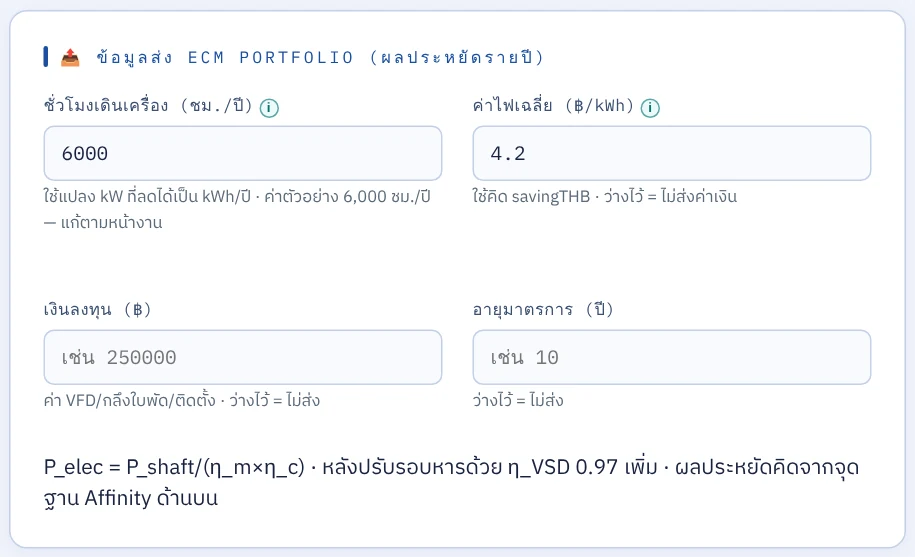 📤 ข้อมูลส่ง ECM PORTFOLIO (ผลประหยัดรายปี)
ชั่วโมงเดินเครื่อง (ชม./ปี) i
6000
ใช้แปลง kW ที่ลดได้เป็น kWh/ปี · ค่าตัวอย่าง 6,000 ชม./ปี
— แก้ตามหน้างาน
ค่าไฟเฉลี่ย (฿/kWh) i
4.2
ใช้คิด savingTHB · ว่างไว้ = ไม่ส่งค่าเงิน
เงินลงทุน (฿)
เช่น 250000
ค่า VFD/กลึงใบพัด/ติดตั้ง · ว่างไว้ = ไม่ส่ง
อายุมาตรการ (ปี)
เช่น 10
ว่างไว้ = ไม่ส่ง
P_elec = P_shaft/(η_m×η_c) · หลังปรับรอบหารด้วย η_VSD 0.97 เพิ่ม · ผลประหยัดคิดจากจุด
ฐาน Affinity ด้านบน